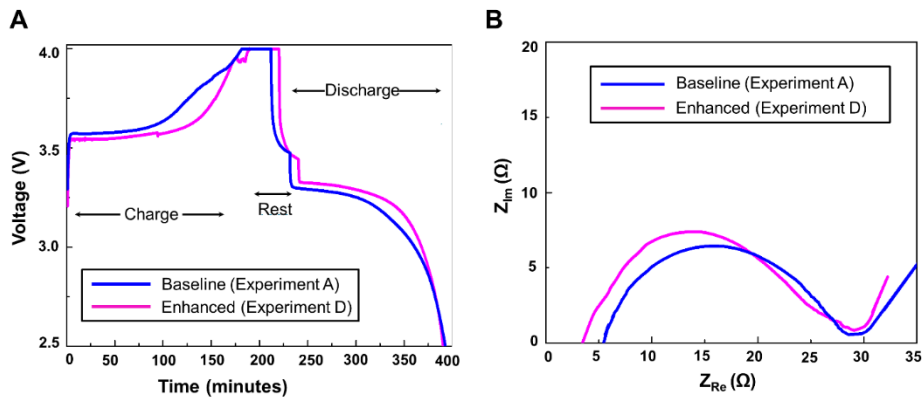 A
Voltage (V)
4.0
3.5
3.0
2.5
Discharge
Charge
Rest
Baseline (Experiment A)
Enhanced (Experiment D)
0 50 100 150 200 250 300 350 400
Time (minutes)
B
Z_Im (Ω)
20
15
10
5
0
Baseline (Experiment A)
Enhanced (Experiment D)
0 5 10 15 20 25 30 35
Z_Re (Ω)